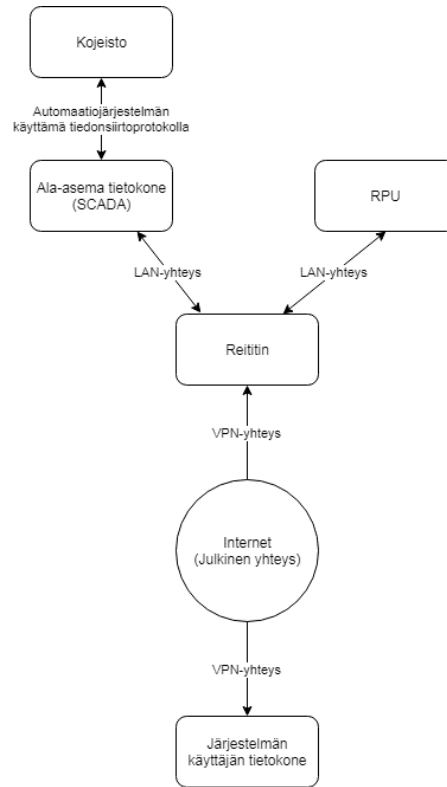 Kojeisto
Automaatiojärjestelmän
käyttämä tiedonsiirtoprotokolla
Ala-asema tietokone
(SCADA)
RPU
LAN-yhteys
LAN-yhteys
Reititin
VPN-yhteys
Internet
(Julkinen yhteys)
VPN-yhteys
Järjestelmän
käyttäjän tietokone